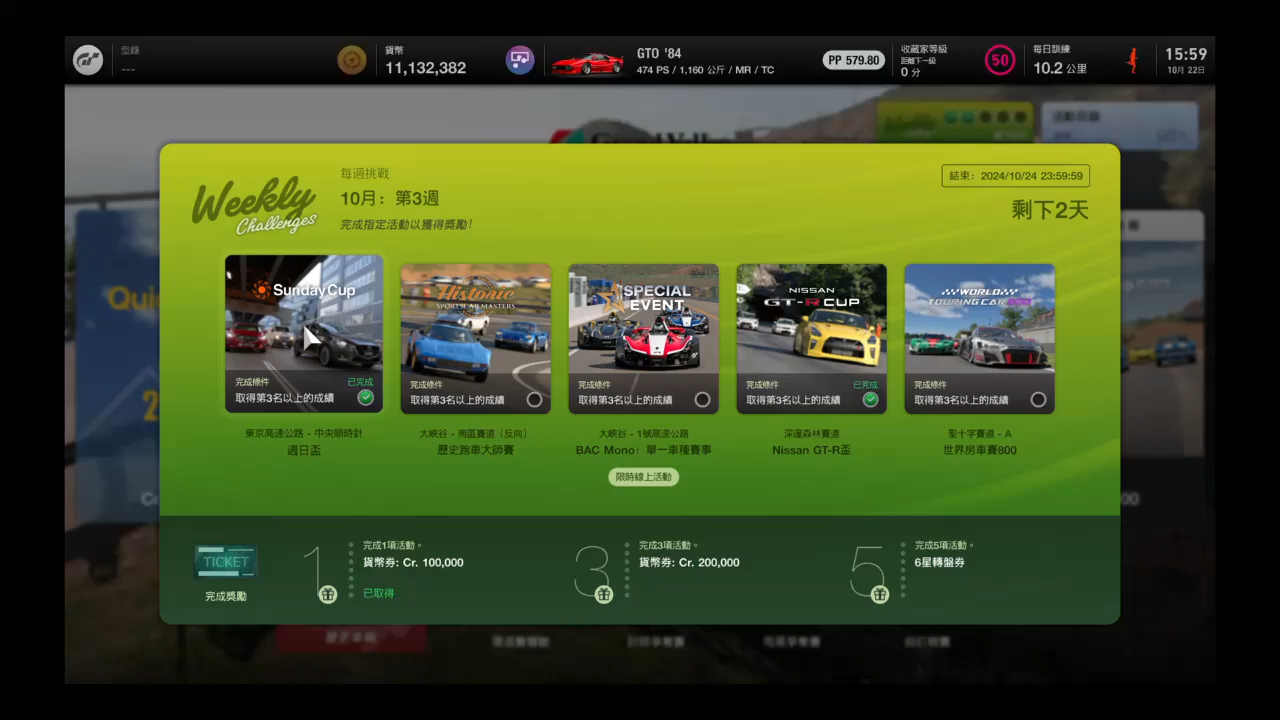 型錄
---
貨幣
11,132,382
GTO '84
474 PS / 1,160 公斤 / MR / TC
PP 579.80
收藏家等級
距離下一級
0 分
50
每日訓練
10.2 公里
15:59
10月 22日
Weekly
Challenges
每週挑戰
10月：第3週
完成指定活動以獲得獎勵！
結束：2024/10/24 23:59:59
剩下2天
Sunday Cup
完成條件
已完成
取得第3名以上的成績
東京高速公路 – 中央順時計
週日盃
Historic
SPORTSCAR MASTERS
完成條件
取得第3名以上的成績
大峽谷 – 南區賽道（反向）
歷史跑車大師賽
SPECIAL
EVENT
完成條件
取得第3名以上的成績
大峽谷 – 1號高速公路
BAC Mono：單一車種賽事
限時線上活動
NISSAN
GT-R CUP
完成條件
已完成
取得第3名以上的成績
深邃森林賽道
Nissan GT-R盃
WORLD
TOURING CAR 800
完成條件
取得第3名以上的成績
聖十字賽道 – A
世界房車賽800
TICKET
完成獎勵
1
完成1項活動。
貨幣券: Cr. 100,000
已取得
3
完成3項活動。
貨幣券: Cr. 200,000
5
完成5項活動。
6星轉盤券